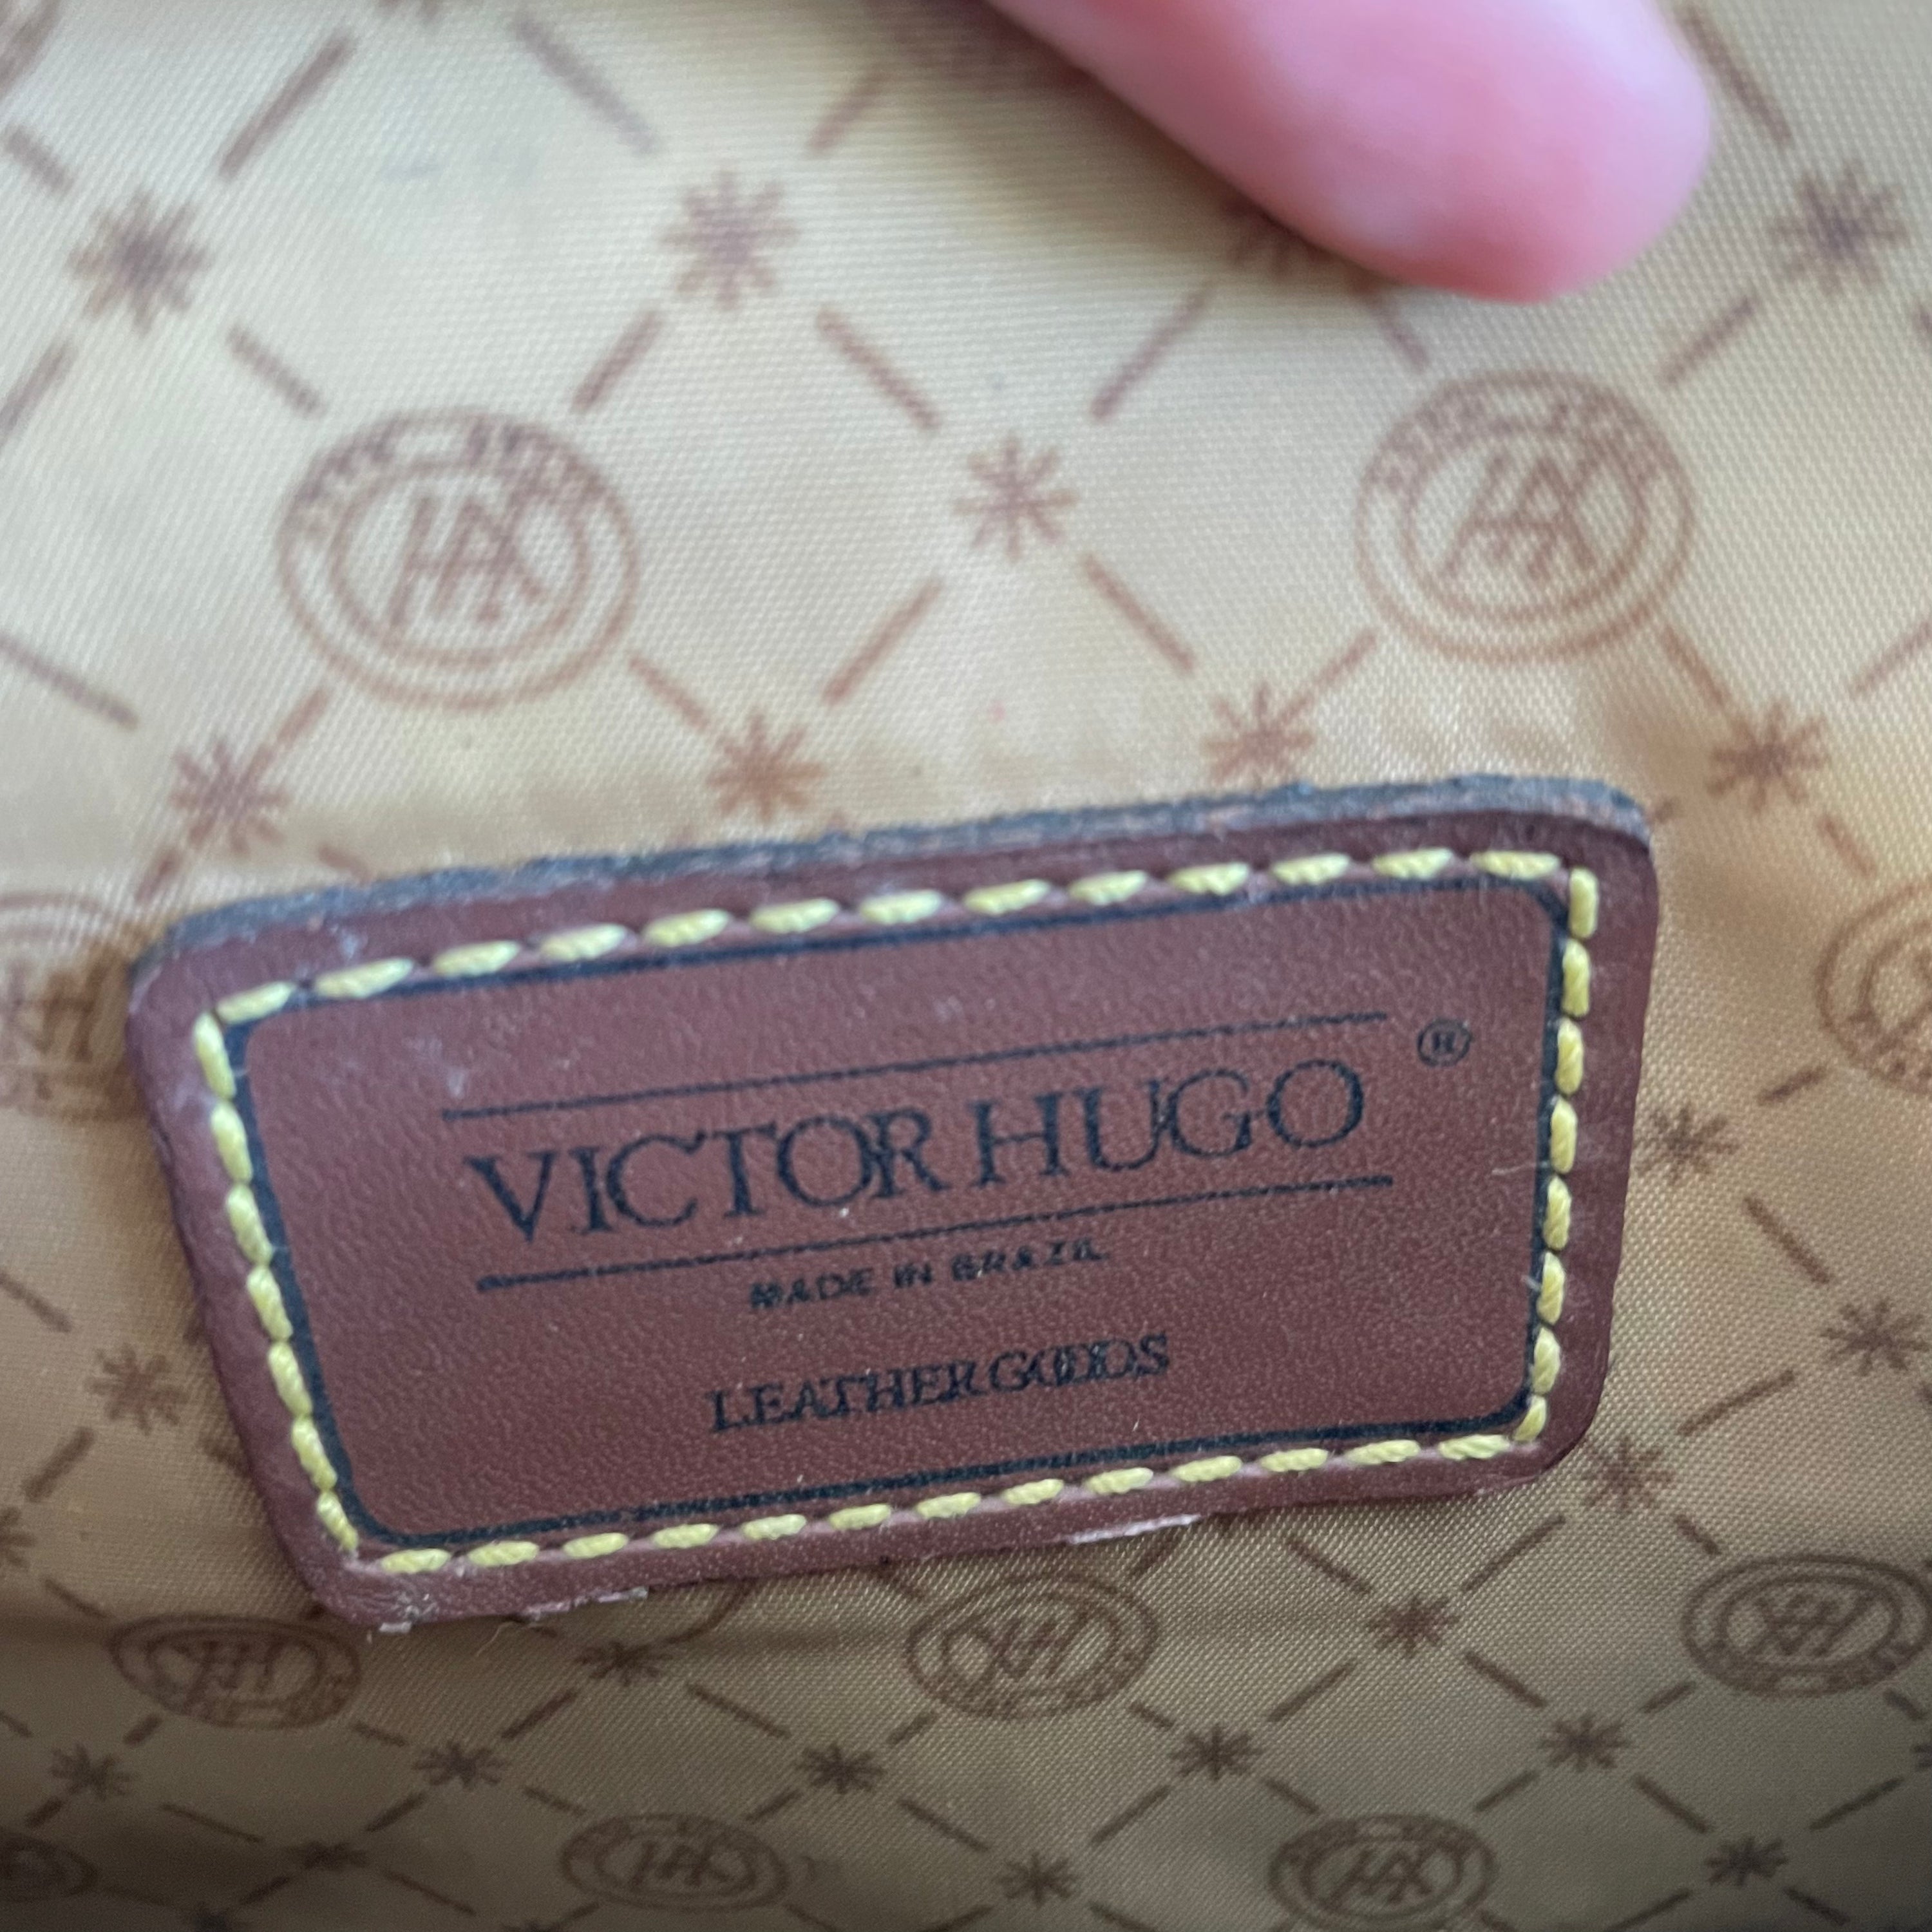 VICTOR HUGO ®
MADE IN BRAZIL
LEATHER GOODS